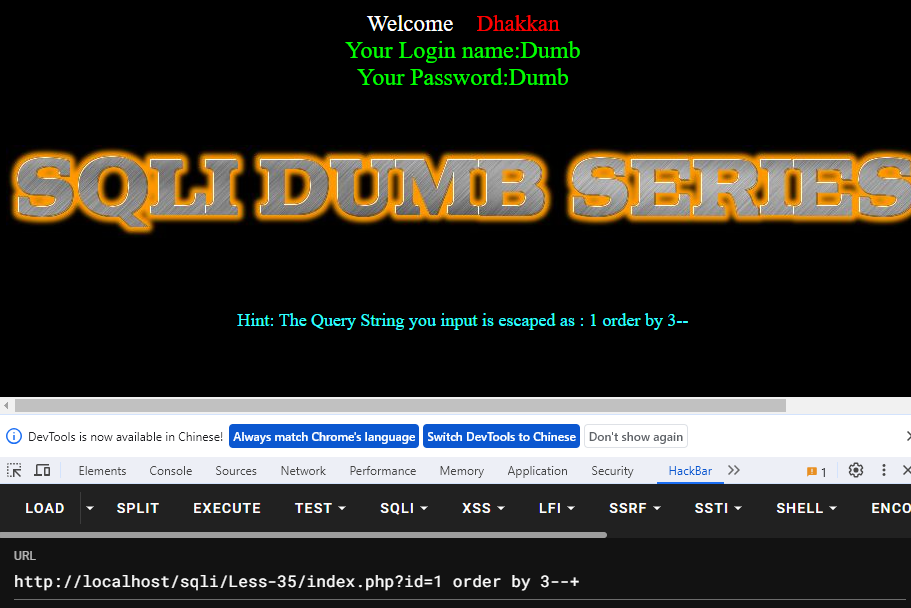 Welcome Dhakkan
Your Login name:Dumb
Your Password:Dumb
SQLI DUMB SERIES
Hint: The Query String you input is escaped as : 1 order by 3--
DevTools is now available in Chinese! Always match Chrome's language Switch DevTools to Chinese Don't show again
Elements Console Sources Network Performance Memory Application Security HackBar 1
LOAD SPLIT EXECUTE TEST SQLI XSS LFI SSRF SSTI SHELL ENCO
URL
http://localhost/sqli/Less-35/index.php?id=1 order by 3--+